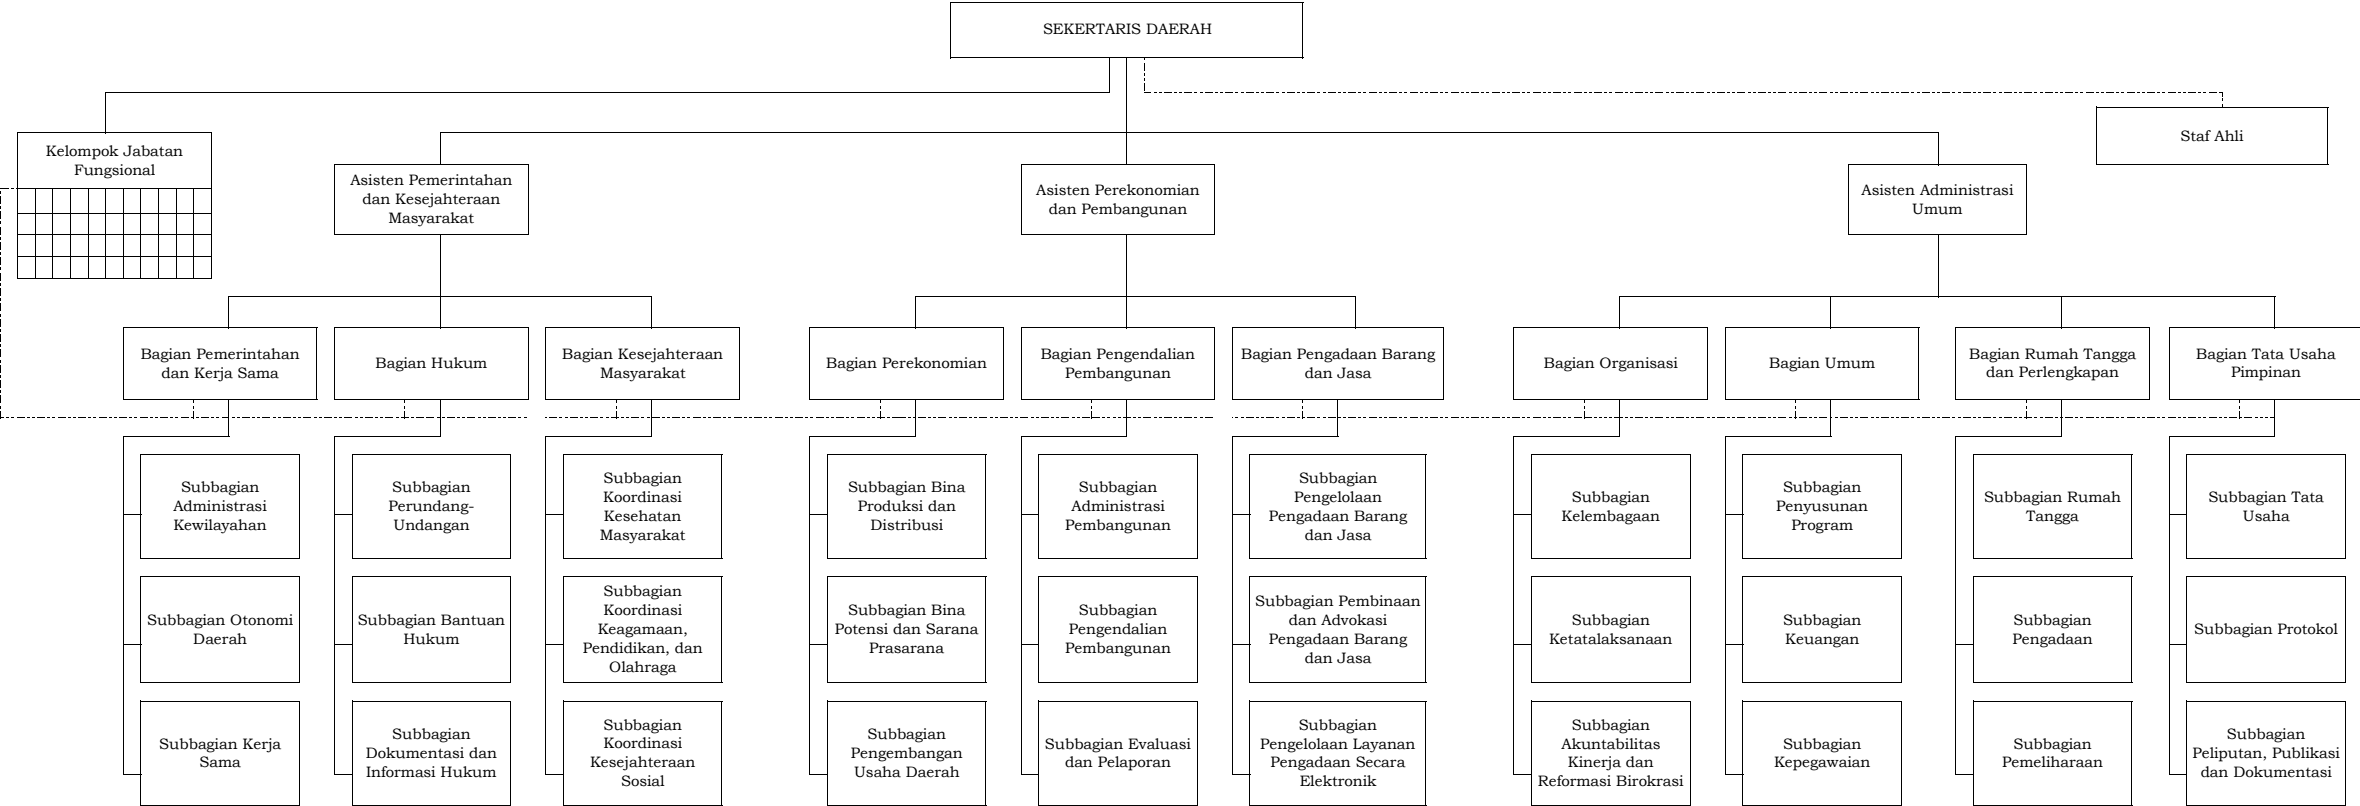 SEKERTARIS DAERAH
Staf Ahli
Kelompok Jabatan
Fungsional
Asisten Pemerintahan
dan Kesejahteraan
Masyarakat
Asisten Perekonomian
dan Pembangunan
Asisten Administrasi
Umum
Bagian Pemerintahan
dan Kerja Sama
Bagian Hukum
Bagian Kesejahteraan
Masyarakat
Bagian Perekonomian
Bagian Pengendalian
Pembangunan
Bagian Pengadaan Barang
dan Jasa
Bagian Organisasi
Bagian Umum
Bagian Rumah Tangga
dan Perlengkapan
Bagian Tata Usaha
Pimpinan
Subbagian
Administrasi
Kewilayahan
Subbagian
Perundang-
Undangan
Subbagian
Koordinasi
Kesehatan
Masyarakat
Subbagian Bina
Produksi dan
Distribusi
Subbagian
Administrasi
Pembangunan
Subbagian
Pengelolaan
Pengadaan Barang
dan Jasa
Subbagian
Kelembagaan
Subbagian
Penyusunan
Program
Subbagian Rumah
Tangga
Subbagian Tata
Usaha
Subbagian Otonomi
Daerah
Subbagian Bantuan
Hukum
Subbagian
Koordinasi
Keagamaan,
Pendidikan, dan
Olahraga
Subbagian Bina
Potensi dan Sarana
Prasarana
Subbagian
Pengendalian
Pembangunan
Subbagian Pembinaan
dan Advokasi
Pengadaan Barang
dan Jasa
Subbagian
Ketatalaksanaan
Subbagian
Keuangan
Subbagian
Pengadaan
Subbagian Protokol
Subbagian Kerja
Sama
Subbagian
Dokumentasi dan
Informasi Hukum
Subbagian
Koordinasi
Kesejahteraan
Sosial
Subbagian
Pengembangan
Usaha Daerah
Subbagian Evaluasi
dan Pelaporan
Subbagian
Pengelolaan Layanan
Pengadaan Secara
Elektronik
Subbagian
Akuntabilitas
Kinerja dan
Reformasi Birokrasi
Subbagian
Kepegawaian
Subbagian
Pemeliharaan
Subbagian
Peliputan, Publikasi
dan Dokumentasi